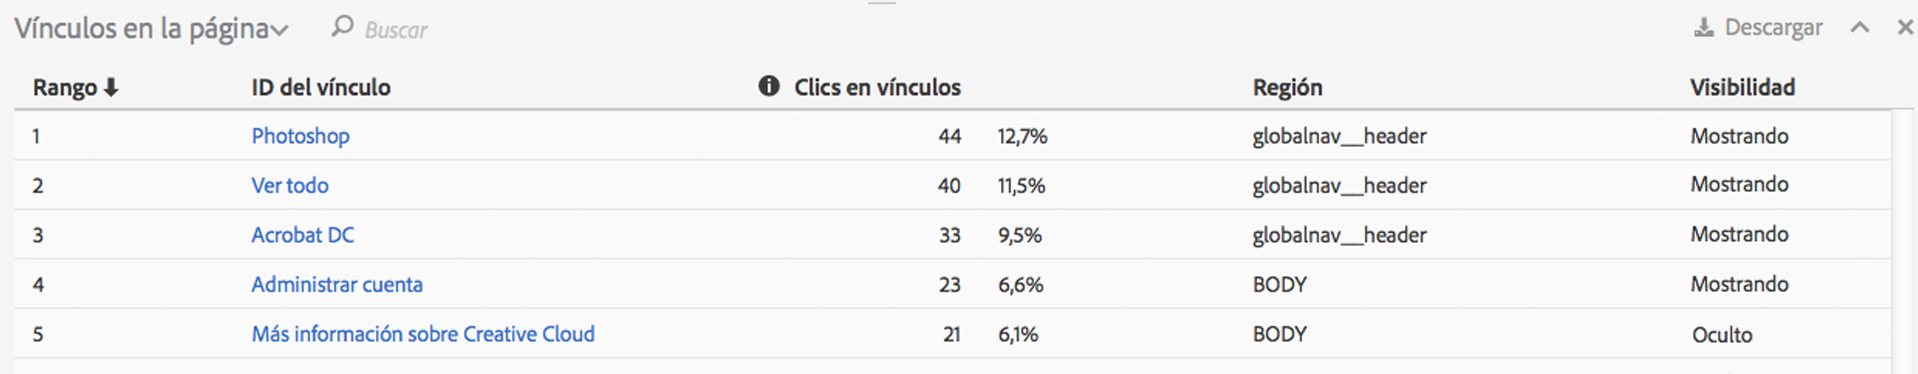 Vínculos en la página Buscar Descargar
Rango ID del vínculo Clics en vínculos Región Visibilidad
1 Photoshop 44 12,7% globalnav__header Mostrando
2 Ver todo 40 11,5% globalnav__header Mostrando
3 Acrobat DC 33 9,5% globalnav__header Mostrando
4 Administrar cuenta 23 6,6% BODY Mostrando
5 Más información sobre Creative Cloud 21 6,1% BODY Oculto